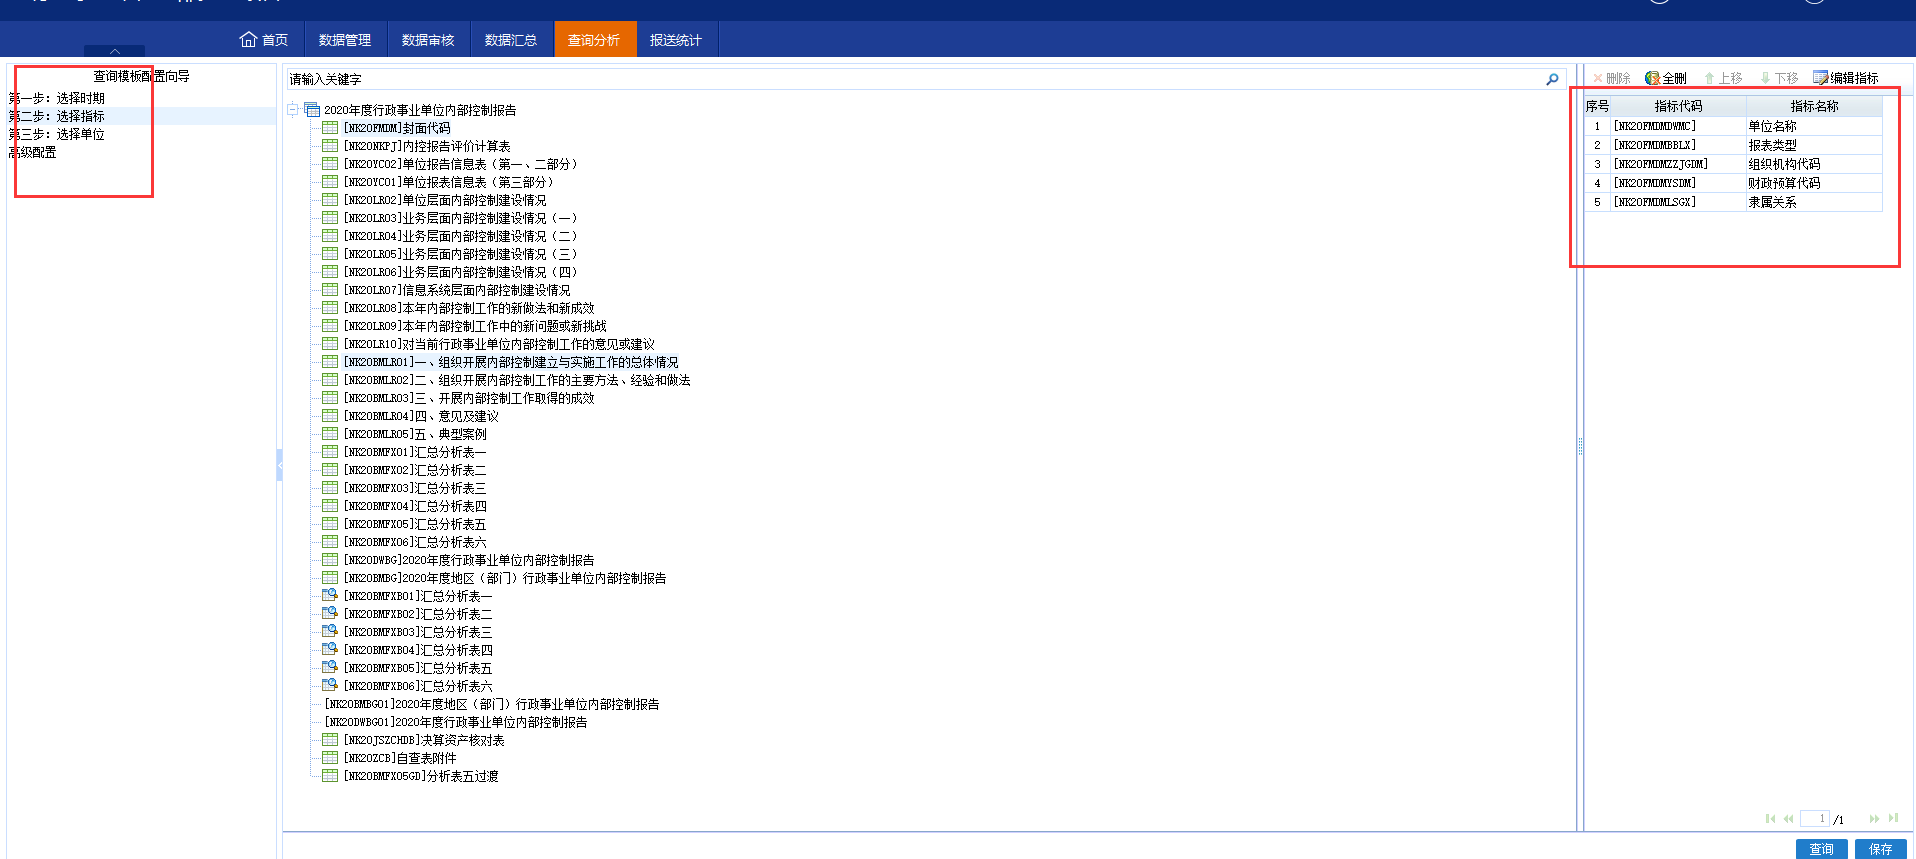 首页 数据管理 数据审核 数据汇总 查询分析 报送统计
查询模板配置向导
第一步：选择时期
第二步：选择指标
第三步：选择单位
高级配置
请输入关键字
2020年度行政事业单位内部控制报告
[NK20FMDM]封面代码
[NK20NKPJ]内控报告评价计算表
[NK20YC02]单位报告信息表（第一、二部分）
[NK20YC01]单位报表信息表（第三部分）
[NK20LR02]单位层面内部控制建设情况
[NK20LR03]业务层面内部控制建设情况（一）
[NK20LR04]业务层面内部控制建设情况（二）
[NK20LR05]业务层面内部控制建设情况（三）
[NK20LR06]业务层面内部控制建设情况（四）
[NK20LR07]信息系统层面内部控制建设情况
[NK20LR08]本年内部控制工作的新做法和新成效
[NK20LR09]本年内部控制工作中的新问题或新挑战
[NK20LR10]对当前行政事业单位内部控制工作的意见或建议
[NK20BMLR01]一、组织开展内部控制建立与实施工作的总体情况
[NK20BMLR02]二、组织开展内部控制工作的主要方法、经验和做法
[NK20BMLR03]三、开展内部控制工作取得的成效
[NK20BMLR04]四、意见及建议
[NK20BMLR05]五、典型案例
[NK20BMFX01]汇总分析表一
[NK20BMFX02]汇总分析表二
[NK20BMFX03]汇总分析表三
[NK20BMFX04]汇总分析表四
[NK20BMFX05]汇总分析表五
[NK20BMFX06]汇总分析表六
[NK20DWBG]2020年度行政事业单位内部控制报告
[NK20BMBG]2020年度地区（部门）行政事业单位内部控制报告
[NK20BMFXB01]汇总分析表一
[NK20BMFXB02]汇总分析表二
[NK20BMFXB03]汇总分析表三
[NK20BMFXB04]汇总分析表四
[NK20BMFXB05]汇总分析表五
[NK20BMFXB06]汇总分析表六
[NK20BMBG01]2020年度地区（部门）行政事业单位内部控制报告
[NK20DWBG01]2020年度行政事业单位内部控制报告
[NK20JSZCHDB]决算资产核对表
[NK20ZCB]自查表附件
[NK20BMFX05GD]分析表五过渡
删除 全删 上移 下移 编辑指标
序号 指标代码 指标名称
1 [NK20FMDMDWMC] 单位名称
2 [NK20FMDMBBLX] 报表类型
3 [NK20FMDMZZJGDM] 组织机构代码
4 [NK20FMDMYSDM] 财政预算代码
5 [NK20FMDMLSGX] 隶属关系
1 /1
查询 保存